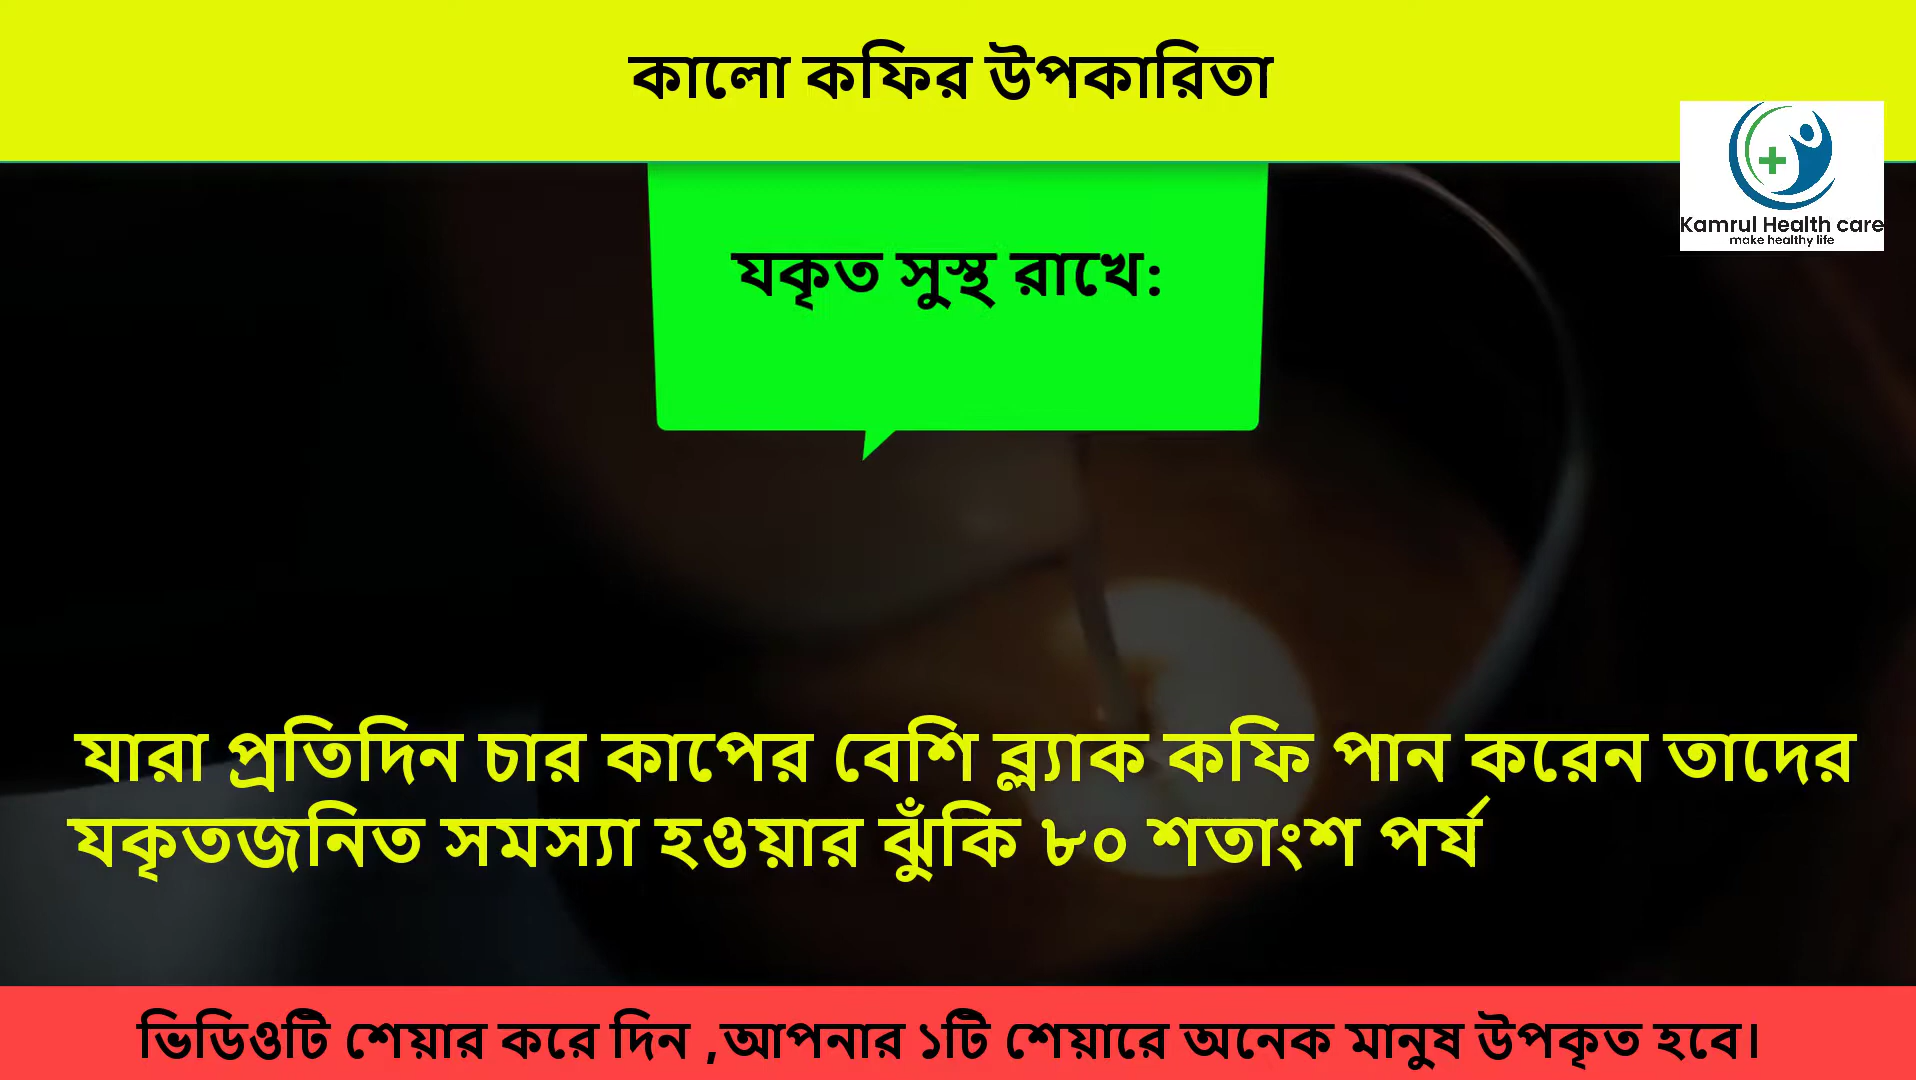 কালো কফির উপকারিতা
Kamrul Health care
make healthy life
যকৃত সুস্থ রাখে:
যারা প্রতিদিন চার কাপের বেশি ব্ল্যাক কফি পান করেন তাদের
যকৃতজনিত সমস্যা হওয়ার ঝুঁকি ৮০ শতাংশ পর্য
ভিডিওটি শেয়ার করে দিন ,আপনার ১টি শেয়ারে অনেক মানুষ উপকৃত হবে।